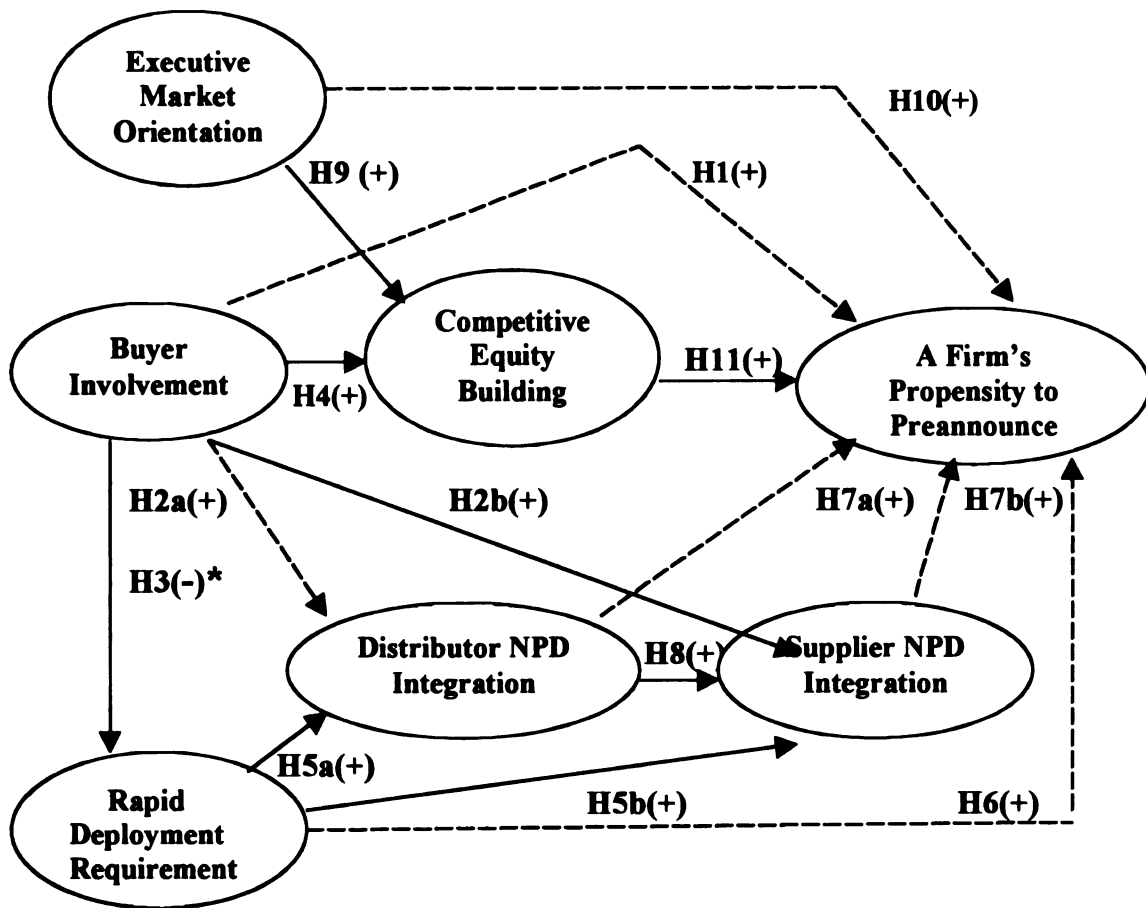 Executive
Market
Orientation
H10(+)
H9 (+)
H1(+)
Buyer
Involvement
H4(+)
Competitive
Equity
Building
H11(+)
A Firm's
Propensity to
Preannounce
H2a(+)
H2b(+)
H7a(+)
H7b(+)
H3(-)*
Distributor NPD
Integration
H8(+)
Supplier NPD
Integration
H5a(+)
H5b(+)
H6(+)
Rapid
Deployment
Requirement